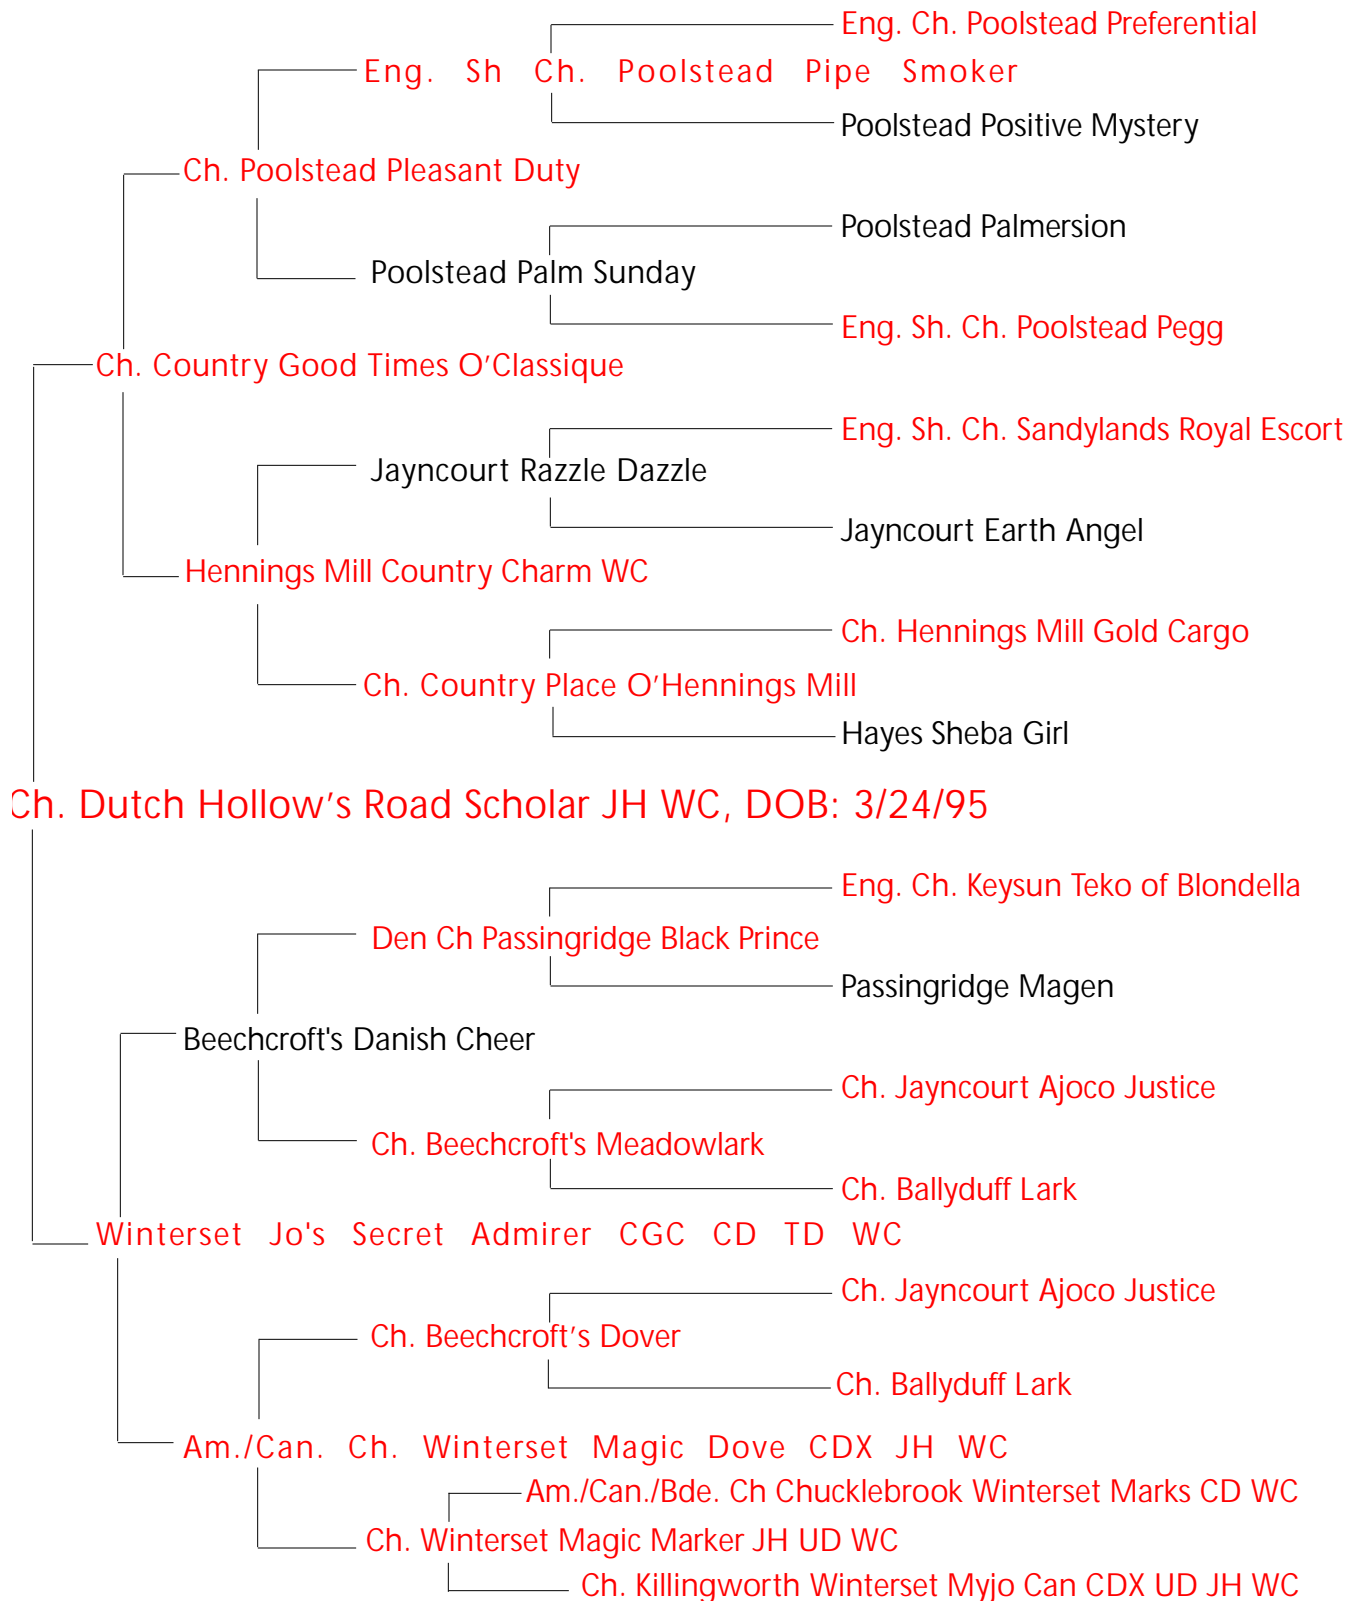 Eng. Ch. Poolstead Preferential
Eng. Sh Ch. Poolstead Pipe Smoker
Poolstead Positive Mystery
Ch. Poolstead Pleasant Duty
Poolstead Palmersion
Poolstead Palm Sunday
Eng. Sh. Ch. Poolstead Pegg
Ch. Country Good Times O’Classique
Eng. Sh. Ch. Sandylands Royal Escort
Jayncourt Razzle Dazzle
Jayncourt Earth Angel
Hennings Mill Country Charm WC
Ch. Hennings Mill Gold Cargo
Ch. Country Place O’Hennings Mill
Hayes Sheba Girl
Ch. Dutch Hollow’s Road Scholar JH WC, DOB: 3/24/95
Eng. Ch. Keysun Teko of Blondella
Den Ch Passingridge Black Prince
Passingridge Magen
Beechcroft's Danish Cheer
Ch. Jayncourt Ajoco Justice
Ch. Beechcroft's Meadowlark
Ch. Ballyduff Lark
Winterset Jo's Secret Admirer CGC CD TD WC
Ch. Jayncourt Ajoco Justice
Ch. Beechcroft’s Dover
Ch. Ballyduff Lark
Am./Can. Ch. Winterset Magic Dove CDX JH WC
Am./Can./Bde. Ch Chucklebrook Winterset Marks CD WC
Ch. Winterset Magic Marker JH UD WC
Ch. Killingworth Winterset Myjo Can CDX UD JH WC